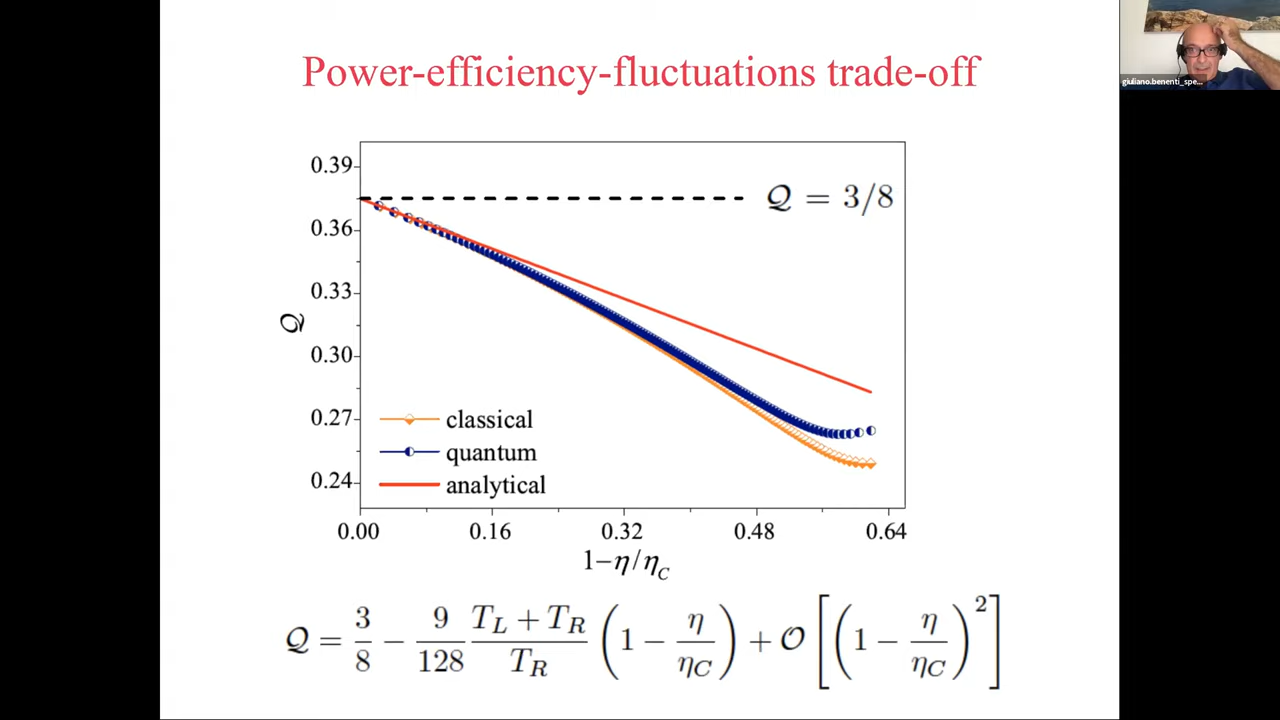 Power-efficiency-fluctuations trade-off
giuliano.benenti_spe...
0.39
0.36
0.33
0.30
0.27
0.24
𝒬
𝒬 = 3/8
classical
quantum
analytical
0.00 0.16 0.32 0.48 0.64
1−η/η_C
𝒬 = 3/8 − 9/128 (T_L + T_R)/T_R (1 − η/η_C) + 𝒪[(1 − η/η_C)^2]